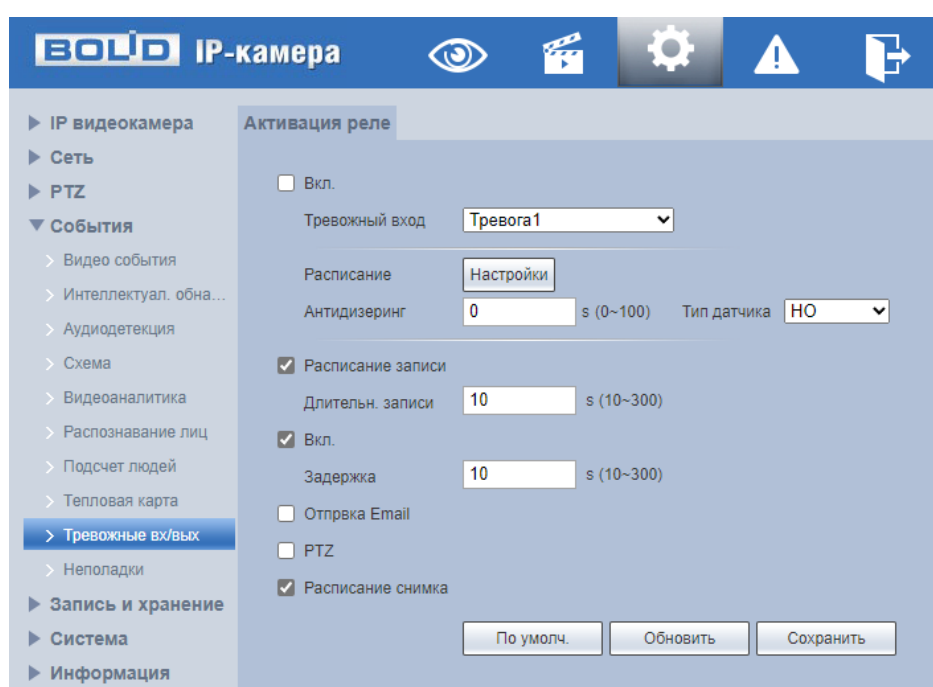 BOLID IP-камера
IP видеокамера
Сеть
PTZ
События
Видео события
Интеллектуал. обна...
Аудиодетекция
Схема
Видеоаналитика
Распознавание лиц
Подсчет людей
Тепловая карта
Тревожные вх/вых
Неполадки
Запись и хранение
Система
Информация
Активация реле
Вкл.
Тревожный вход Тревога1
Расписание Настройки
Антидизеринг 0 s (0~100) Тип датчика НО
Расписание записи
Длительн. записи 10 s (10~300)
Вкл.
Задержка 10 s (10~300)
Отпрвка Email
PTZ
Расписание снимка
По умолч. Обновить Сохранить